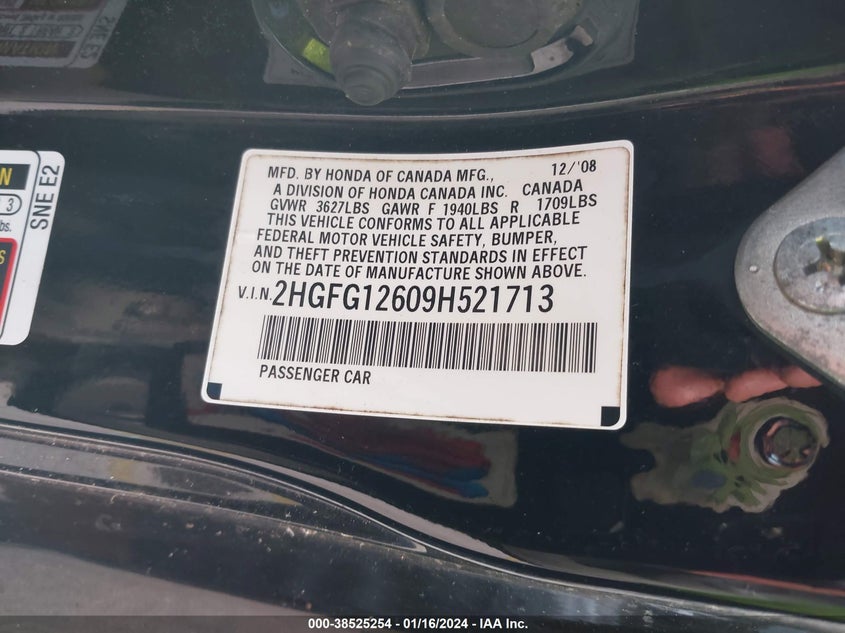 MFD. BY HONDA OF CANADA MFG., 12/'08
A DIVISION OF HONDA CANADA INC. CANADA
GVWR 3627LBS GAWR F 1940LBS R 1709LBS
THIS VEHICLE CONFORMS TO ALL APPLICABLE
FEDERAL MOTOR VEHICLE SAFETY, BUMPER,
AND THEFT PREVENTION STANDARDS IN EFFECT
ON THE DATE OF MANUFACTURE SHOWN ABOVE.
V.I.N. 2HGFG12609H521713
PASSENGER CAR
SNE E2
3
bs.
000-38525254 - 01/16/2024 - IAA Inc.